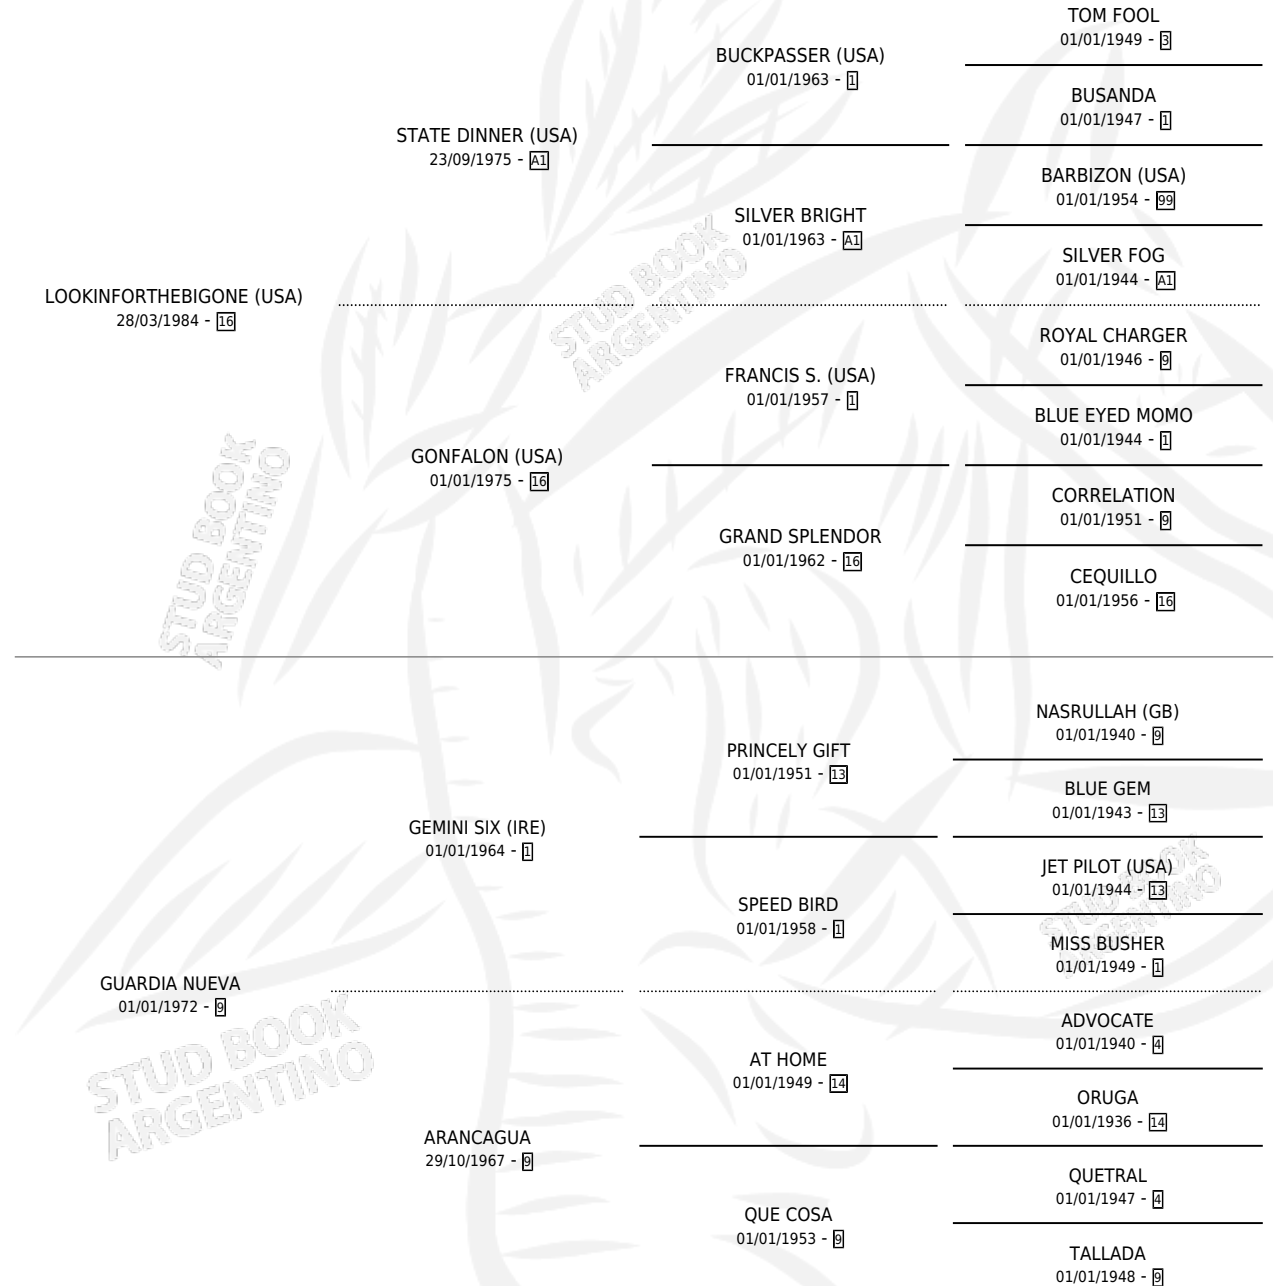 TOM FOOL
01/01/1949 - 3
BUCKPASSER (USA)
01/01/1963 - 1
BUSANDA
01/01/1947 - 1
STATE DINNER (USA)
23/09/1975 - A1
BARBIZON (USA)
01/01/1954 - 99
SILVER BRIGHT
01/01/1963 - A1
SILVER FOG
01/01/1944 - A1
LOOKINFORTHEBIGONE (USA)
28/03/1984 - 16
ROYAL CHARGER
01/01/1946 - 9
FRANCIS S. (USA)
01/01/1957 - 1
BLUE EYED MOMO
01/01/1944 - 1
GONFALON (USA)
01/01/1975 - 16
CORRELATION
01/01/1951 - 9
GRAND SPLENDOR
01/01/1962 - 16
CEQUILLO
01/01/1956 - 16
NASRULLAH (GB)
01/01/1940 - 9
PRINCELY GIFT
01/01/1951 - 13
BLUE GEM
01/01/1943 - 13
GEMINI SIX (IRE)
01/01/1964 - 1
JET PILOT (USA)
01/01/1944 - 13
SPEED BIRD
01/01/1958 - 1
MISS BUSHER
01/01/1949 - 1
GUARDIA NUEVA
01/01/1972 - 9
ADVOCATE
01/01/1940 - 4
AT HOME
01/01/1949 - 14
ORUGA
01/01/1936 - 14
ARANCAGUA
29/10/1967 - 9
QUETRAL
01/01/1947 - 4
QUE COSA
01/01/1953 - 9
TALLADA
01/01/1948 - 9
STUD BOOK
ARGENTINO
STUD BOOK
ARGENTINO
STUD BOOK
ARGENTINO
STUD BOOK
ARGENTINO